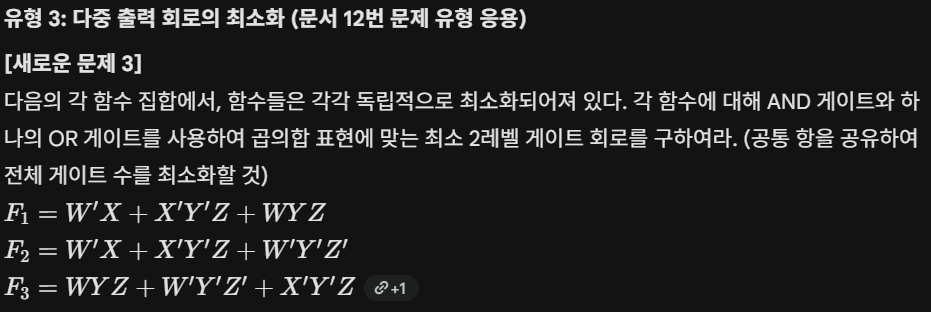 유형 3: 다중 출력 회로의 최소화 (문서 12번 문제 유형 응용)
[새로운 문제 3]
다음의 각 함수 집합에서, 함수들은 각각 독립적으로 최소화되어져 있다. 각 함수에 대해 AND 게이트와 하
나의 OR 게이트를 사용하여 곱의합 표현에 맞는 최소 2레벨 게이트 회로를 구하여라. (공통 항을 공유하여
전체 게이트 수를 최소화할 것)
F₁ = W′X + X′Y′Z + WYZ
F₂ = W′X + X′Y′Z + W′Y′Z′
F₃ = WYZ + W′Y′Z′ + X′Y′Z +1